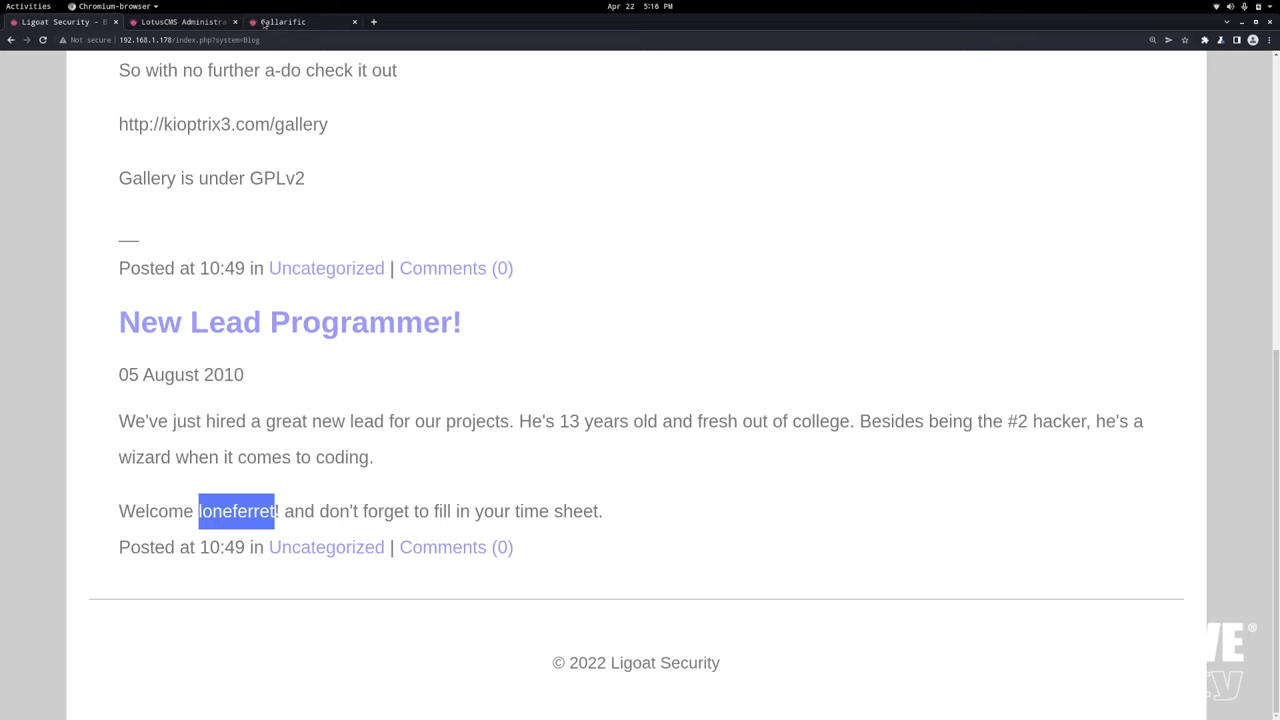 Activities
Chromium-browser
Apr 22 5:16 PM
Ligoat Security - B
LotusCMS Administra
Gallarific
Not secure
192.168.1.178/index.php?system=Blog
So with no further a-do check it out
http://kioptrix3.com/gallery
Gallery is under GPLv2
__
Posted at 10:49 in Uncategorized | Comments (0)
New Lead Programmer!
05 August 2010
We've just hired a great new lead for our projects. He's 13 years old and fresh out of college. Besides being the #2 hacker, he's a
wizard when it comes to coding.
Welcome loneferret! and don't forget to fill in your time sheet.
Posted at 10:49 in Uncategorized | Comments (0)
© 2022 Ligoat Security